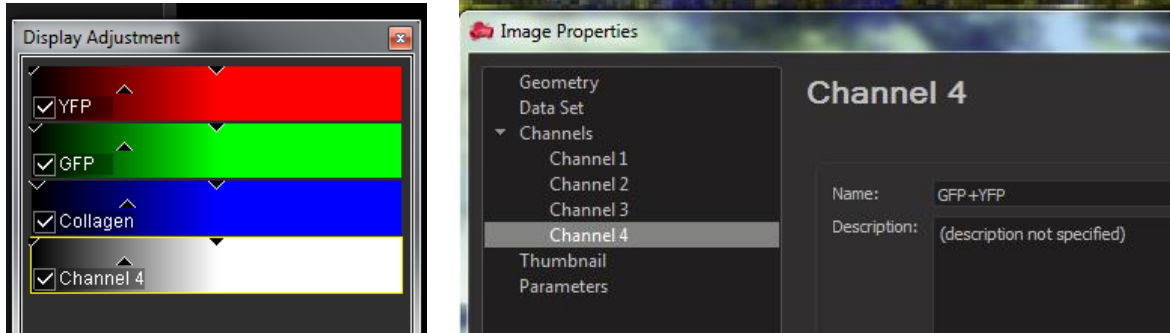 Display Adjustment
YFP
GFP
Collagen
Channel 4
Image Properties
Geometry
Data Set
Channels
Channel 1
Channel 2
Channel 3
Channel 4
Thumbnail
Parameters
Channel 4
Name: GFP+YFP
Description: (description not specified)